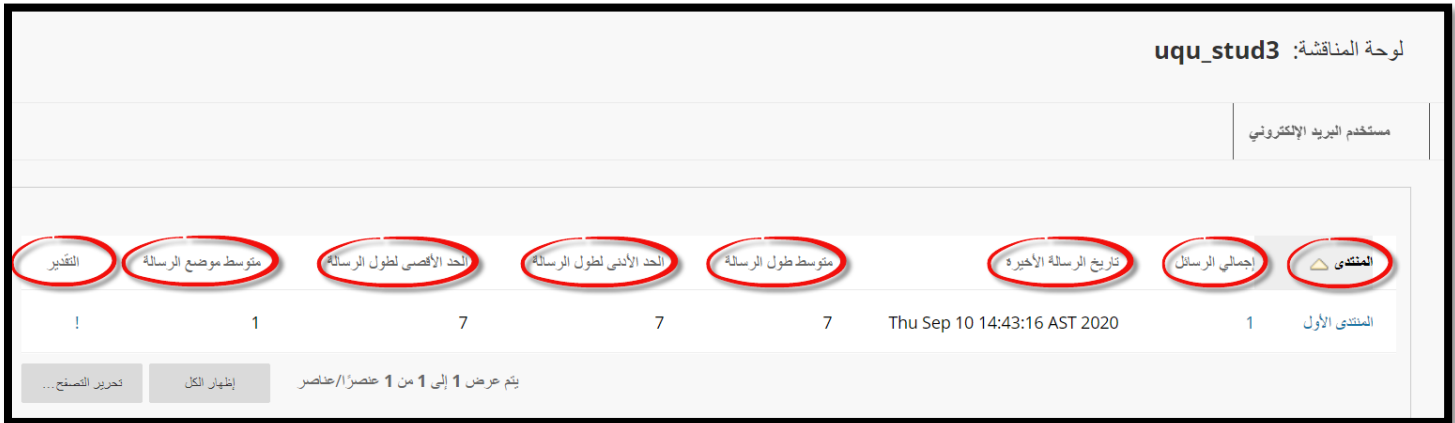 لوحة المناقشة: uqu_stud3
مستخدم البريد الإلكتروني
المنتدى إجمالي الرسائل تاريخ الرسالة الأخيرة متوسط طول الرسالة الحد الأدنى لطول الرسالة الحد الأقصى لطول الرسالة متوسط موضع الرسالة التقدير
المنتدى الأول 1 Thu Sep 10 14:43:16 AST 2020 7 7 7 1 !
يتم عرض 1 إلى 1 من 1 عنصرًا/عناصر إظهار الكل تحرير التصفح...